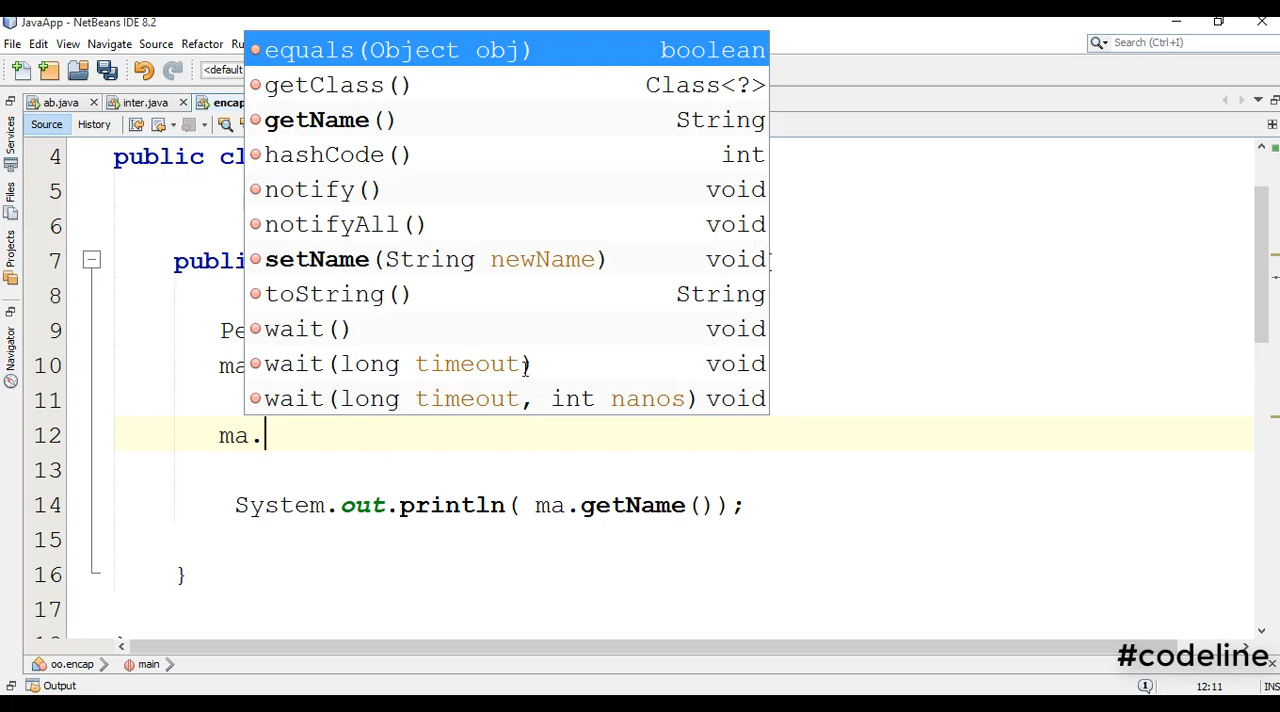 JavaApp - NetBeans IDE 8.2
File Edit View Navigate Source Refactor Ru
Search (Ctrl+I)
<default
ab.java inter.java encap
Source History
Services
Files
Projects
Navigator
equals(Object obj) boolean
getClass() Class<?>
getName() String
hashCode() int
notify() void
notifyAll() void
setName(String newName) void
toString() String
wait() void
wait(long timeout) void
wait(long timeout, int nanos) void
4 public cl
5
6
7 publi
8
9 Pe
10 ma
11
12 ma.
13
14 System.out.println( ma.getName());
15
16 }
17
oo.encap main
#codeline
Output
1 12:11 INS